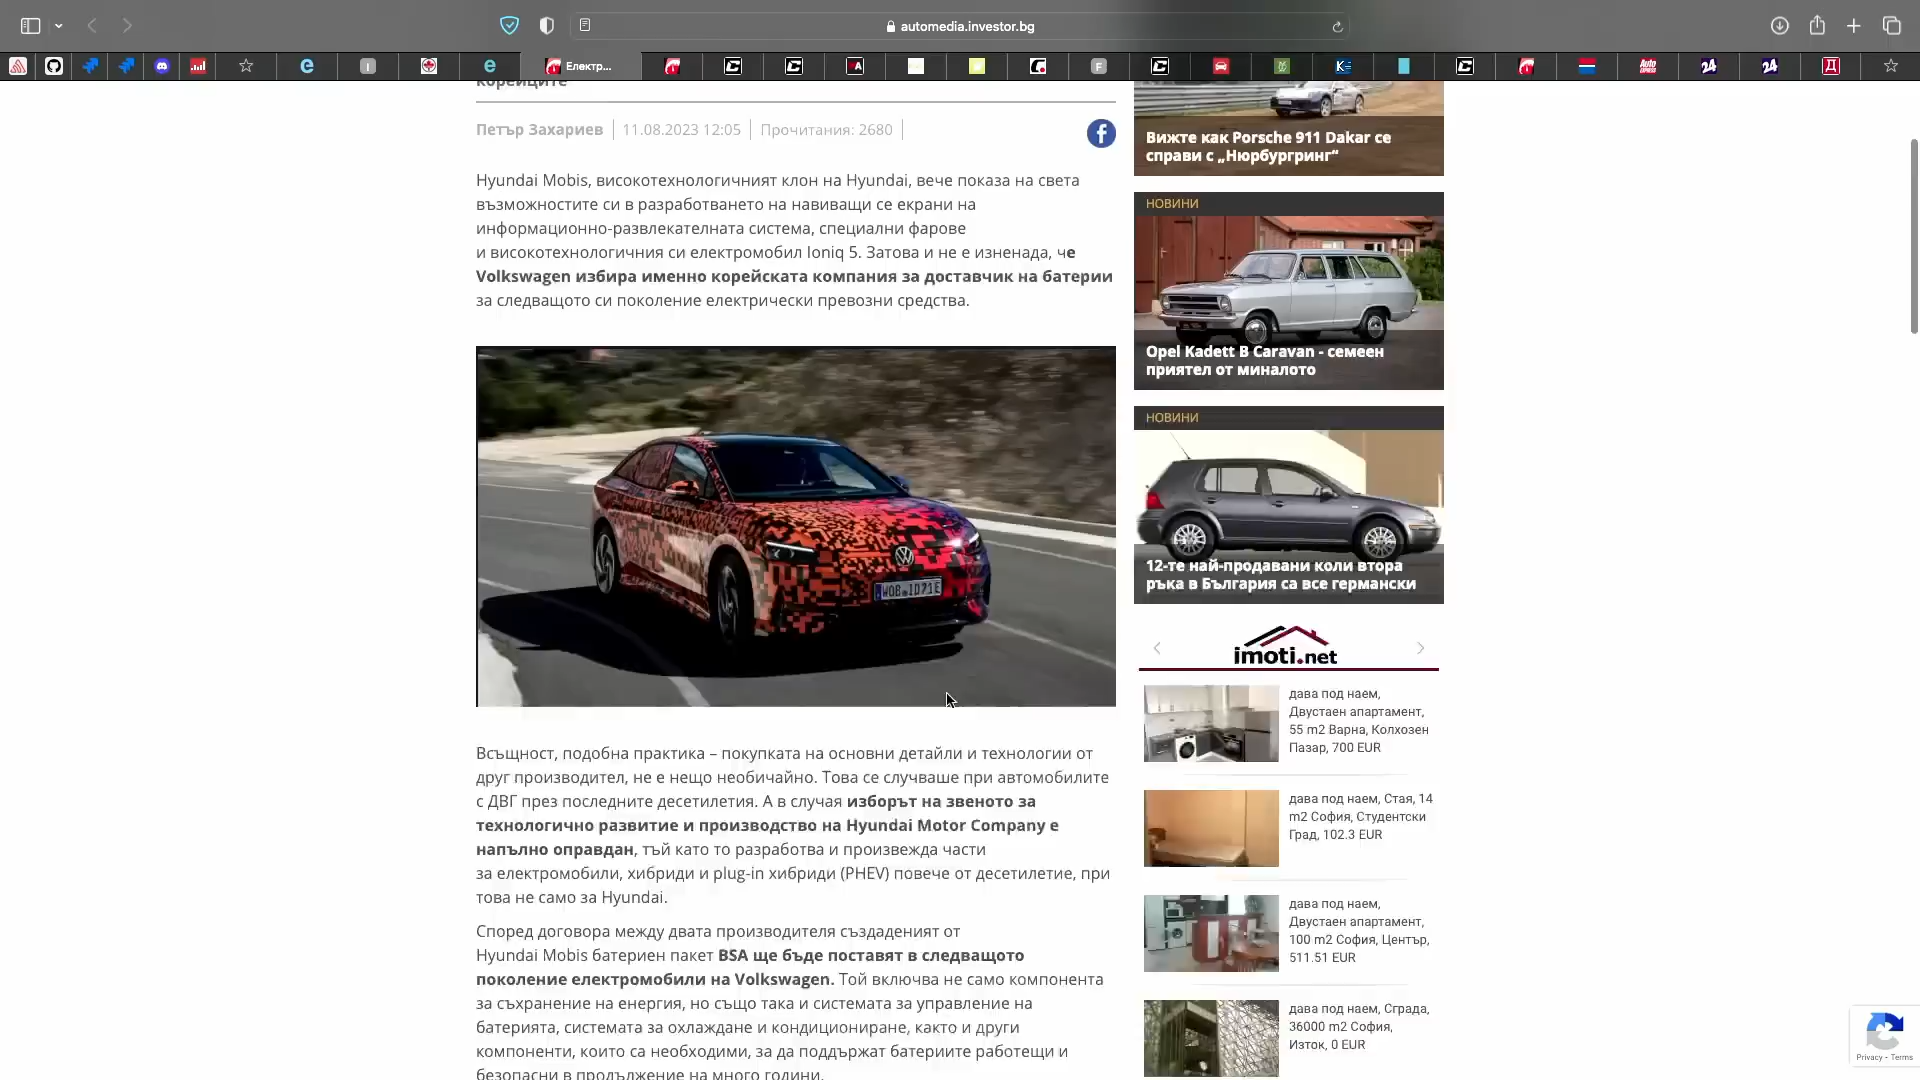 automedia.investor.bg
Електр...
корейците
Петър Захариев
11.08.2023 12:05
Прочитания: 2680
Hyundai Mobis, високотехнологичният клон на Hyundai, вече показа на света
възможностите си в разработването на навиващи се екрани на
информационно-развлекателната система, специални фарове
и високотехнологичния си електромобил Ioniq 5. Затова и не е изненада, че
Volkswagen избира именно корейската компания за доставчик на батерии
за следващото си поколение електрически превозни средства.
WOB ID71E
Всъщност, подобна практика – покупката на основни детайли и технологии от
друг производител, не е нещо необичайно. Това се случваше при автомобилите
с ДВГ през последните десетилетия. А в случая изборът на звеното за
технологично развитие и производство на Hyundai Motor Company е
напълно оправдан, тъй като то разработва и произвежда части
за електромобили, хибриди и plug-in хибриди (PHEV) повече от десетилетие, при
това не само за Hyundai.
Според договора между двата производителя създаденият от
Hyundai Mobis батериен пакет BSA ще бъде поставят в следващото
поколение електромобили на Volkswagen. Той включва не само компонента
за съхранение на енергия, но също така и системата за управление на
батерията, системата за охлаждане и кондициониране, както и други
компоненти, които са необходими, за да поддържат батериите работещи и
безопасни в продължение на много години.
Вижте как Porsche 911 Dakar се
справи с „Нюрбургринг“
НОВИНИ
Opel Kadett B Caravan - семеен
приятел от миналото
НОВИНИ
12-те най-продавани коли втора
ръка в България са все германски
imoti.net
дава под наем,
Двустаен апартамент,
55 m2 Варна, Колхозен
Пазар, 700 EUR
дава под наем, Стая, 14
m2 София, Студентски
Град, 102.3 EUR
дава под наем,
Двустаен апартамент,
100 m2 София, Център,
511.51 EUR
дава под наем, Сграда,
36000 m2 София,
Изток, 0 EUR
Privacy - Terms